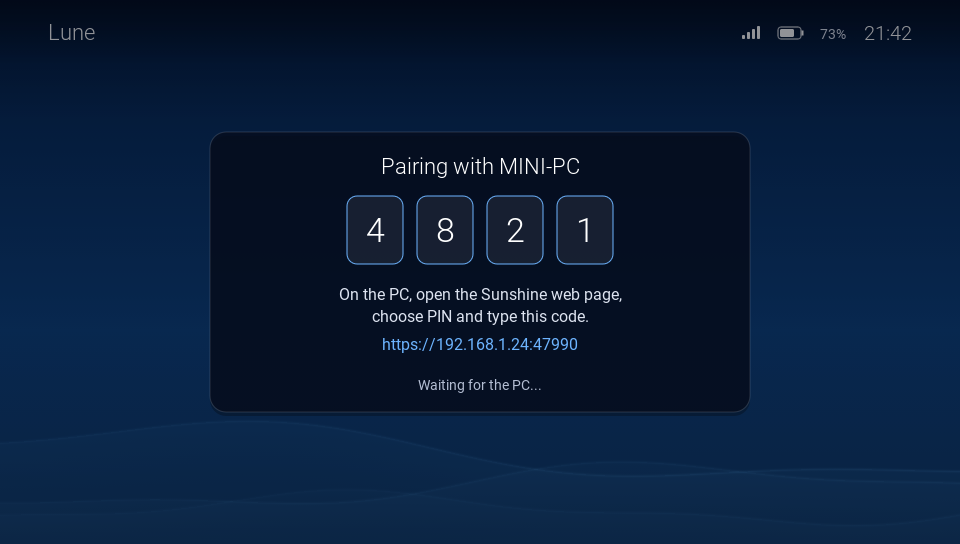 Lune
73%
21:42
Pairing with MINI-PC
4 8 2 1
On the PC, open the Sunshine web page,
choose PIN and type this code.
https://192.168.1.24:47990
Waiting for the PC...